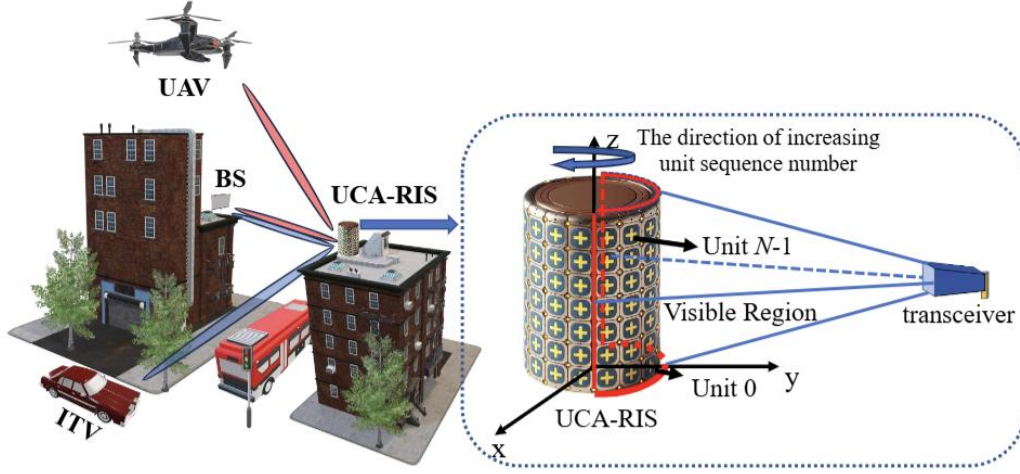 UAV
BS
UCA-RIS
ITV
z
The direction of increasing
unit sequence number
Unit N-1
Visible Region
transceiver
y
Unit 0
UCA-RIS
x